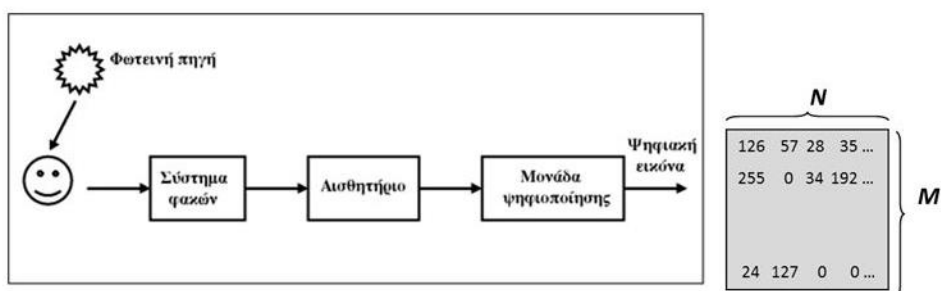 Φωτεινή πηγή
Σύστημα
φακών
Αισθητήριο
Μονάδα
ψηφιοποίησης
Ψηφιακή
εικόνα
N
126 57 28 35 ...
255 0 34 192 ...
24 127 0 0 ...
M